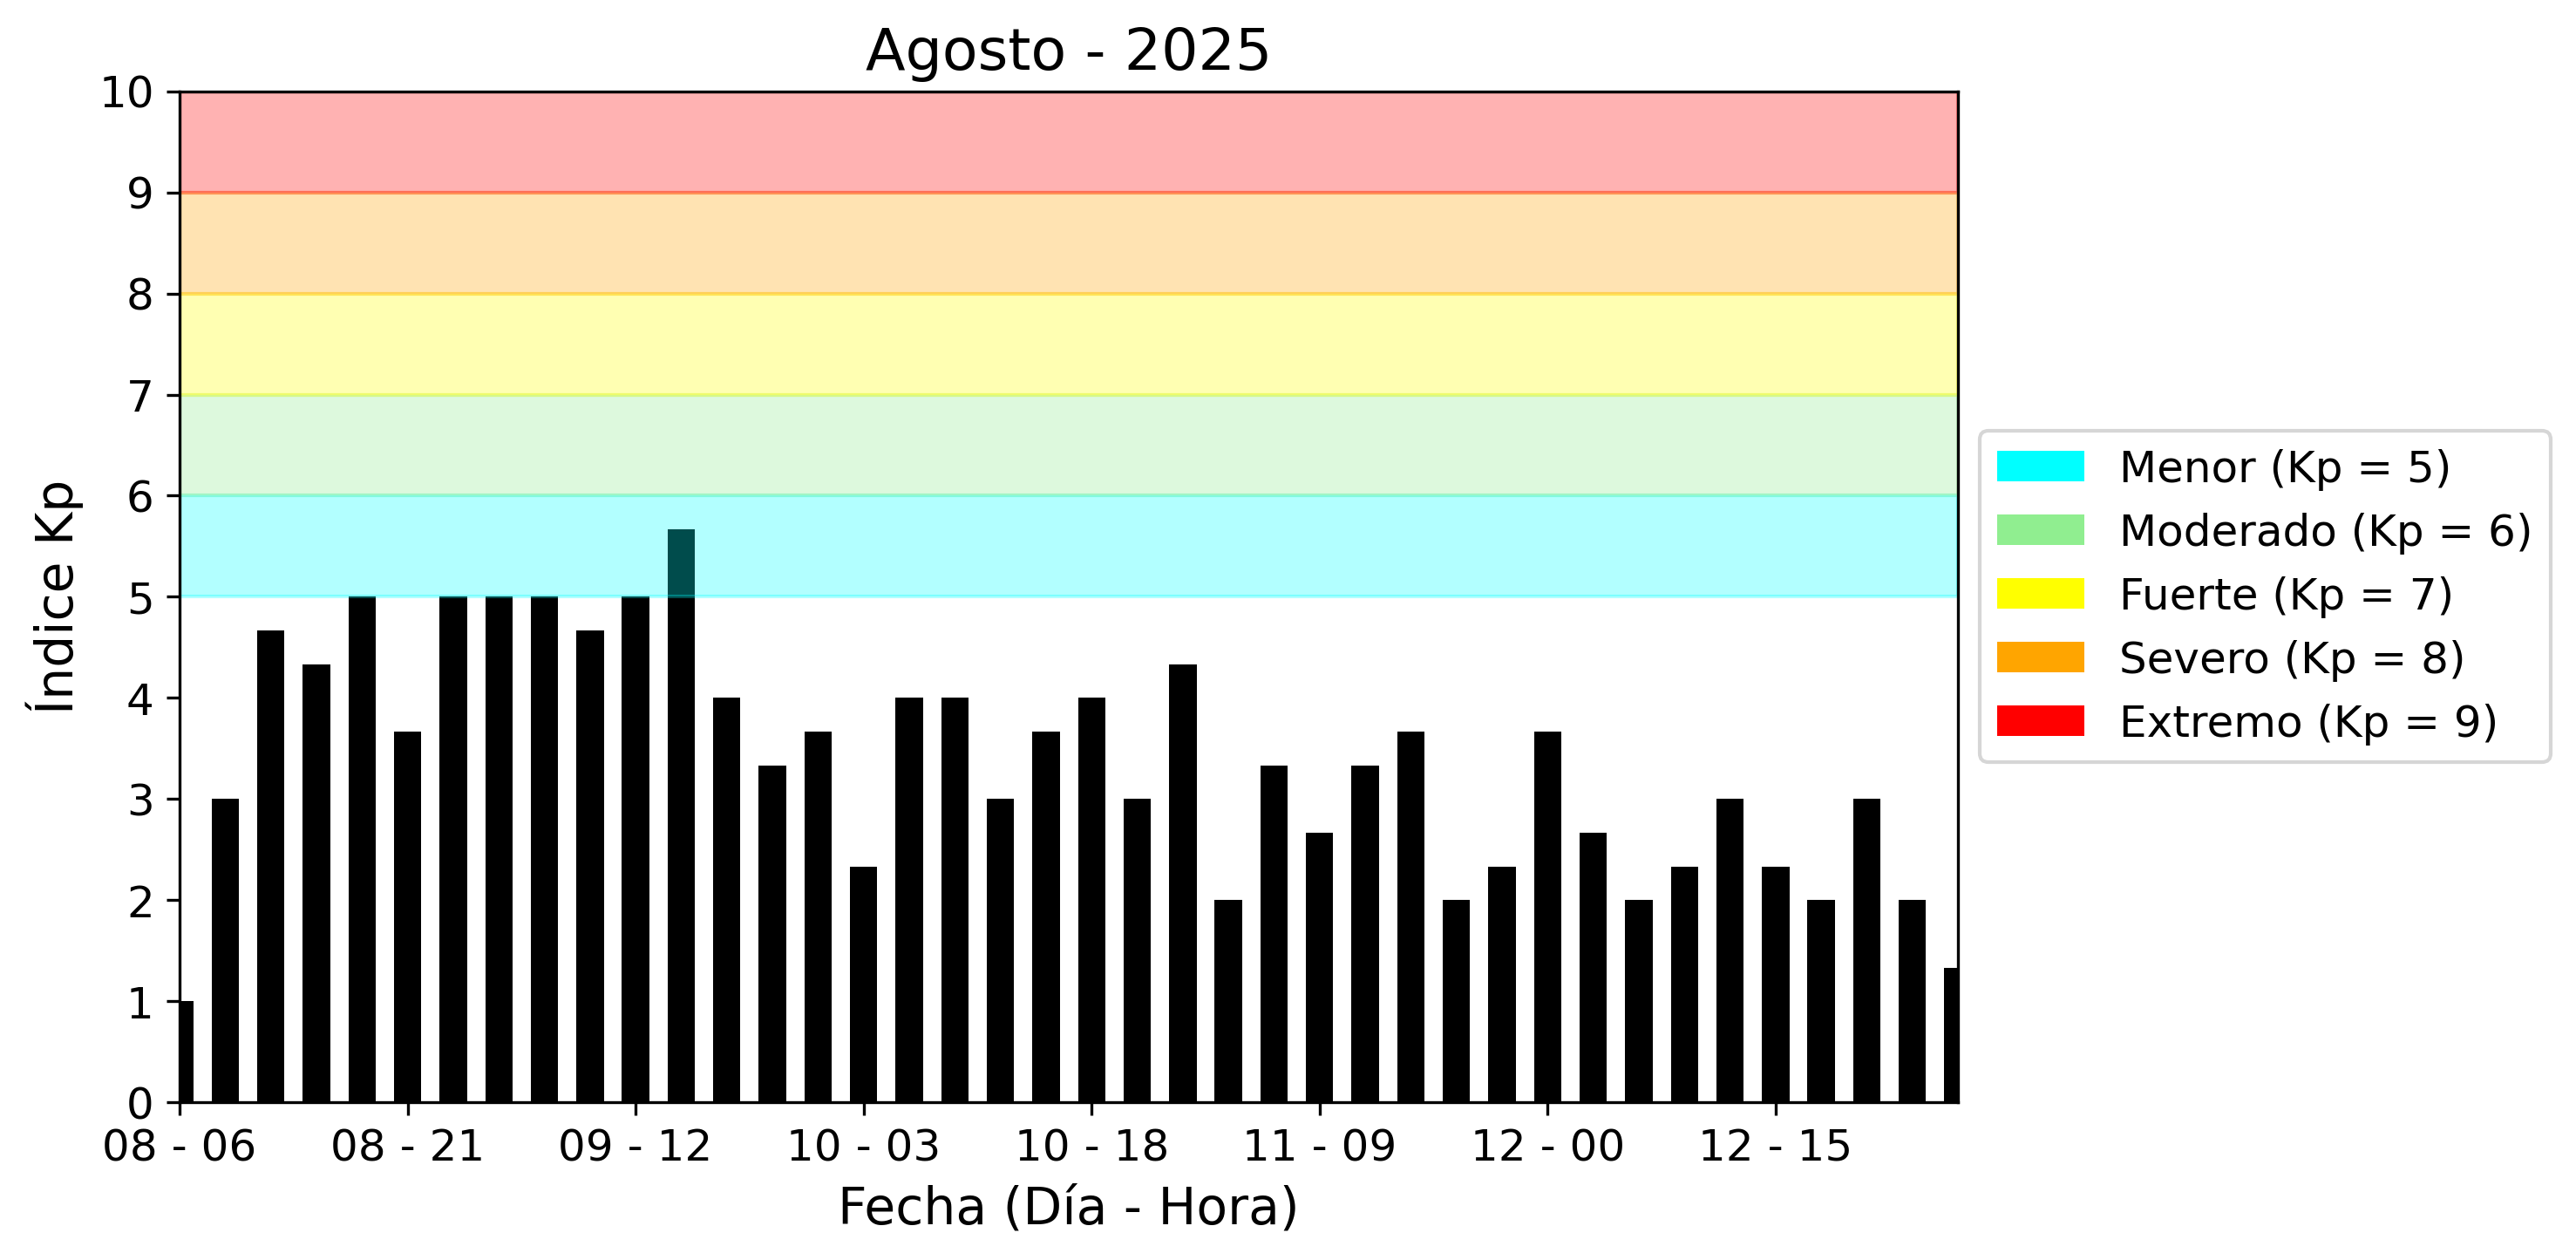 Agosto - 2025
10
9
8
7
6
5
4
3
2
1
0
Índice Kp
08 - 06
08 - 21
09 - 12
10 - 03
10 - 18
11 - 09
12 - 00
12 - 15
Fecha (Día - Hora)
Menor (Kp = 5)
Moderado (Kp = 6)
Fuerte (Kp = 7)
Severo (Kp = 8)
Extremo (Kp = 9)